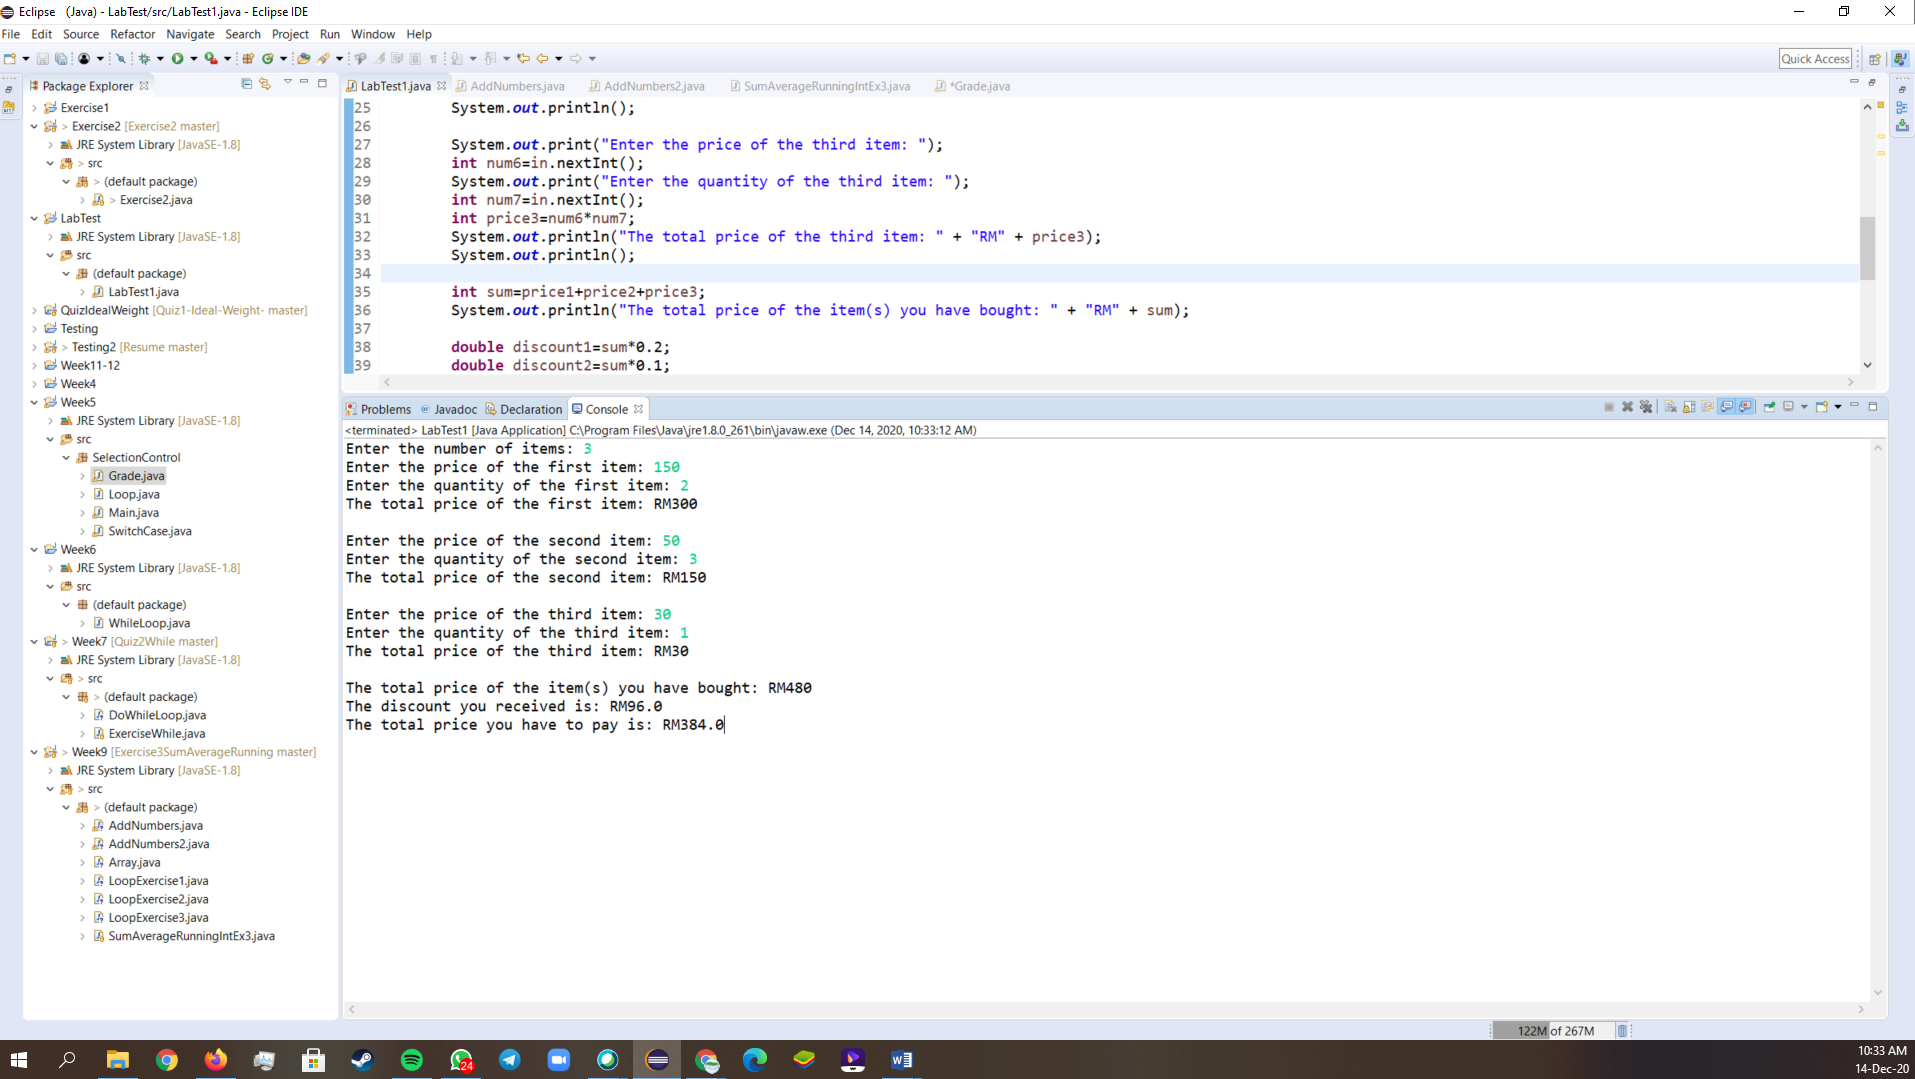 Eclipse (Java) - LabTest/src/LabTest1.java - Eclipse IDE
File Edit Source Refactor Navigate Search Project Run Window Help
Quick Access
Package Explorer
Exercise1
> Exercise2 [Exercise2 master]
JRE System Library [JavaSE-1.8]
> src
> (default package)
> Exercise2.java
LabTest
JRE System Library [JavaSE-1.8]
src
(default package)
LabTest1.java
QuizIdealWeight [Quiz1-Ideal-Weight- master]
Testing
> Testing2 [Resume master]
Week11-12
Week4
Week5
JRE System Library [JavaSE-1.8]
src
SelectionControl
Grade.java
Loop.java
Main.java
SwitchCase.java
Week6
JRE System Library [JavaSE-1.8]
src
(default package)
WhileLoop.java
> Week7 [Quiz2While master]
JRE System Library [JavaSE-1.8]
> src
> (default package)
DoWhileLoop.java
ExerciseWhile.java
> Week9 [Exercise3SumAverageRunning master]
JRE System Library [JavaSE-1.8]
> src
> (default package)
AddNumbers.java
AddNumbers2.java
Array.java
LoopExercise1.java
LoopExercise2.java
LoopExercise3.java
SumAverageRunningIntEx3.java
LabTest1.java AddNumbers.java AddNumbers2.java SumAverageRunningIntEx3.java *Grade.java
25 System.out.println();
26
27 System.out.print("Enter the price of the third item: ");
28 int num6=in.nextInt();
29 System.out.print("Enter the quantity of the third item: ");
30 int num7=in.nextInt();
31 int price3=num6*num7;
32 System.out.println("The total price of the third item: " + "RM" + price3);
33 System.out.println();
34
35 int sum=price1+price2+price3;
36 System.out.println("The total price of the item(s) you have bought: " + "RM" + sum);
37
38 double discount1=sum*0.2;
39 double discount2=sum*0.1;
Problems Javadoc Declaration Console
<terminated> LabTest1 [Java Application] C:\Program Files\Java\jre1.8.0_261\bin\javaw.exe (Dec 14, 2020, 10:33:12 AM)
Enter the number of items: 3
Enter the price of the first item: 150
Enter the quantity of the first item: 2
The total price of the first item: RM300
Enter the price of the second item: 50
Enter the quantity of the second item: 3
The total price of the second item: RM150
Enter the price of the third item: 30
Enter the quantity of the third item: 1
The total price of the third item: RM30
The total price of the item(s) you have bought: RM480
The discount you received is: RM96.0
The total price you have to pay is: RM384.0
122M of 267M
24
10:33 AM
14-Dec-20